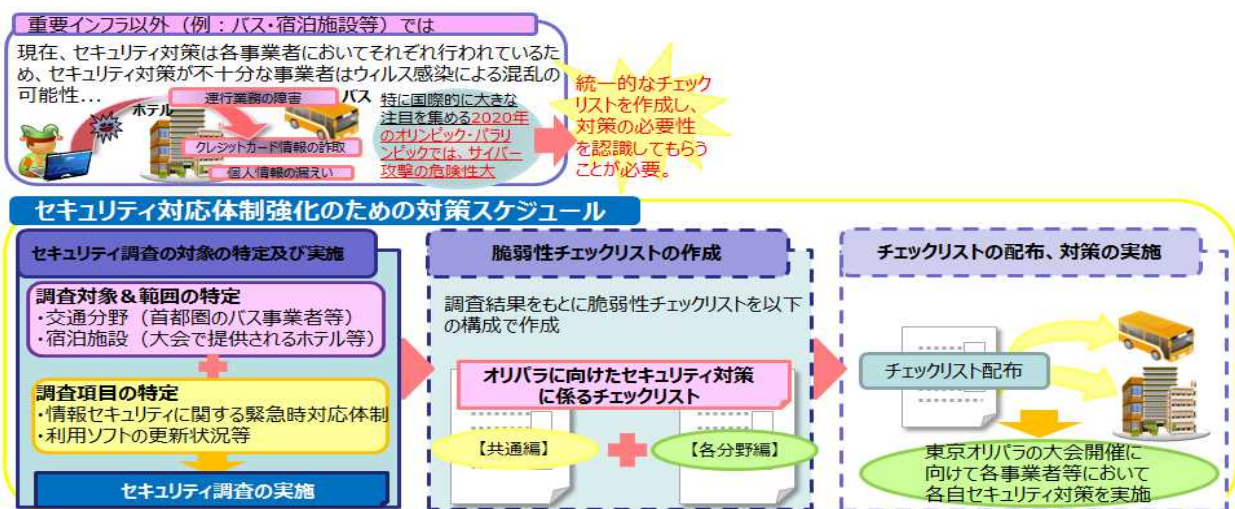 重要インフラ以外（例：バス・宿泊施設等）では
現在、セキュリティ対策は各事業者においてそれぞれ行われているた
め、セキュリティ対策が不十分な事業者はウィルス感染による混乱の
可能性…
ホテル
運行業務の障害
バス
クレジットカード情報の詐取
個人情報の漏えい
特に国際的に大きな
注目を集める2020年
のオリンピック・パラリ
ンピックでは、サイバー
攻撃の危険性大
統一的なチェック
リストを作成し、
対策の必要性
を認識してもらう
ことが必要。
セキュリティ対応体制強化のための対策スケジュール
セキュリティ調査の対象の特定及び実施
調査対象＆範囲の特定
・交通分野（首都圏のバス事業者等）
・宿泊施設（大会で提供されるホテル等）
調査項目の特定
・情報セキュリティに関する緊急時対応体制
・利用ソフトの更新状況等
セキュリティ調査の実施
脆弱性チェックリストの作成
調査結果をもとに脆弱性チェックリストを以下
の構成で作成
オリパラに向けたセキュリティ対策
に係るチェックリスト
【共通編】
【各分野編】
チェックリストの配布、対策の実施
チェックリスト配布
東京オリパラの大会開催に
向けて各事業者等において
各自セキュリティ対策を実施